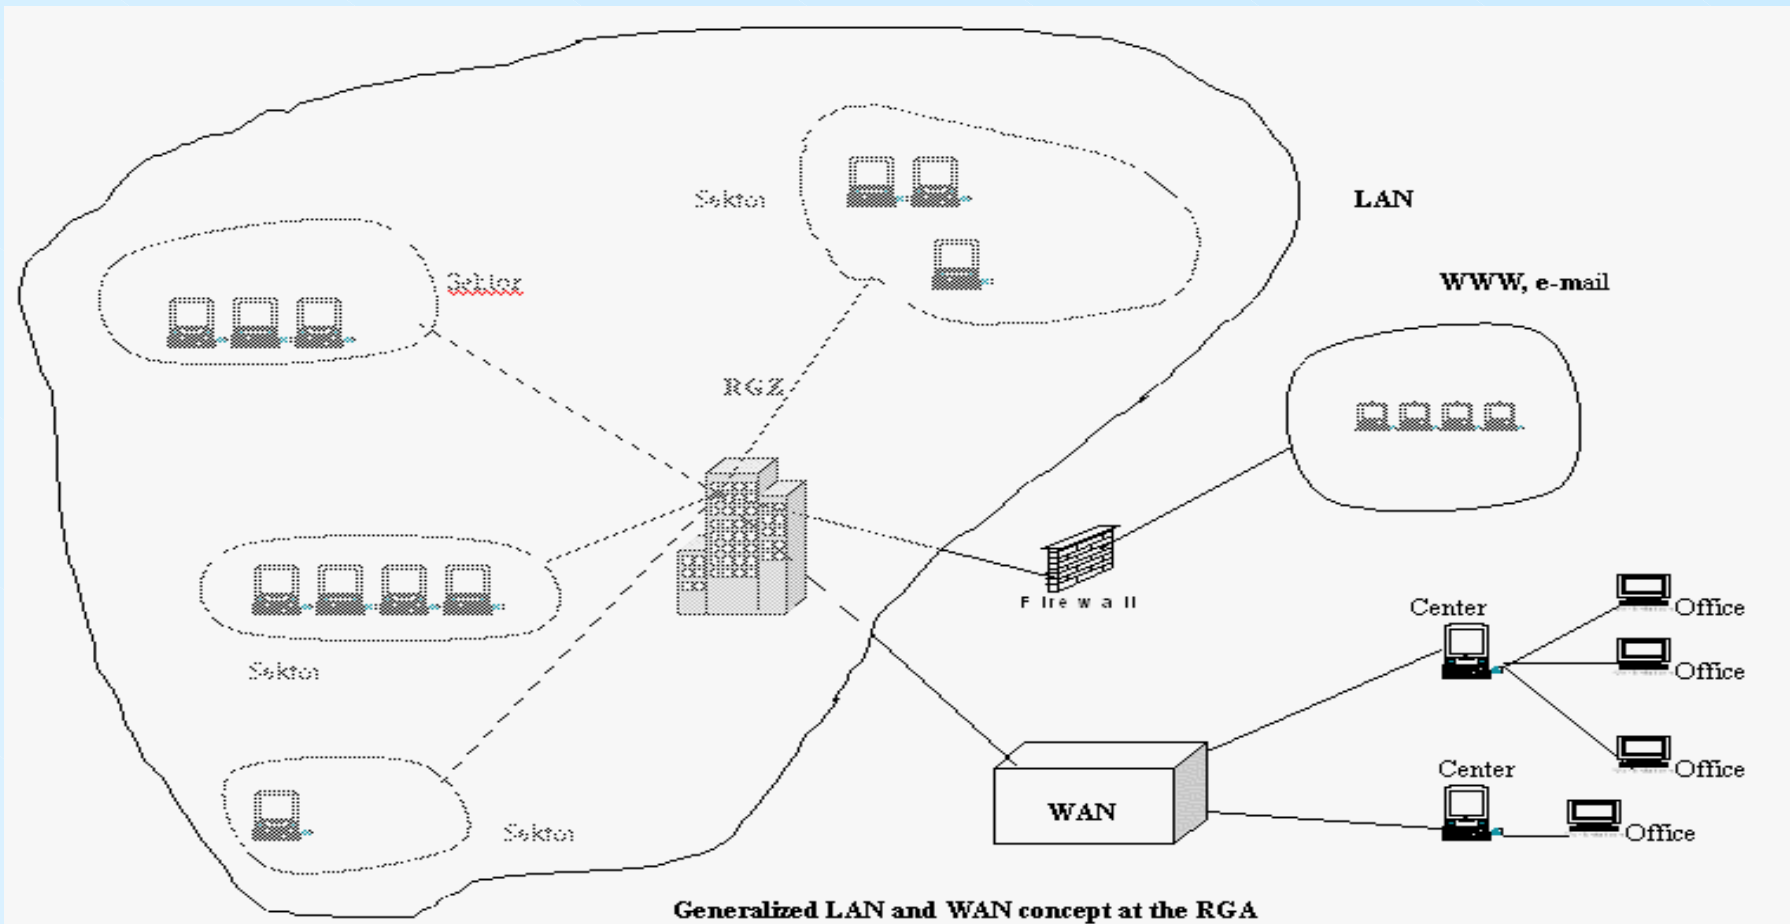 Sektor
LAN
Sektor
WWW, e-mail
RGZ
Firewall
Center
Office
Office
Sektor
Center
Office
WAN
Sektor
Office
Generalized LAN and WAN concept at the RGA